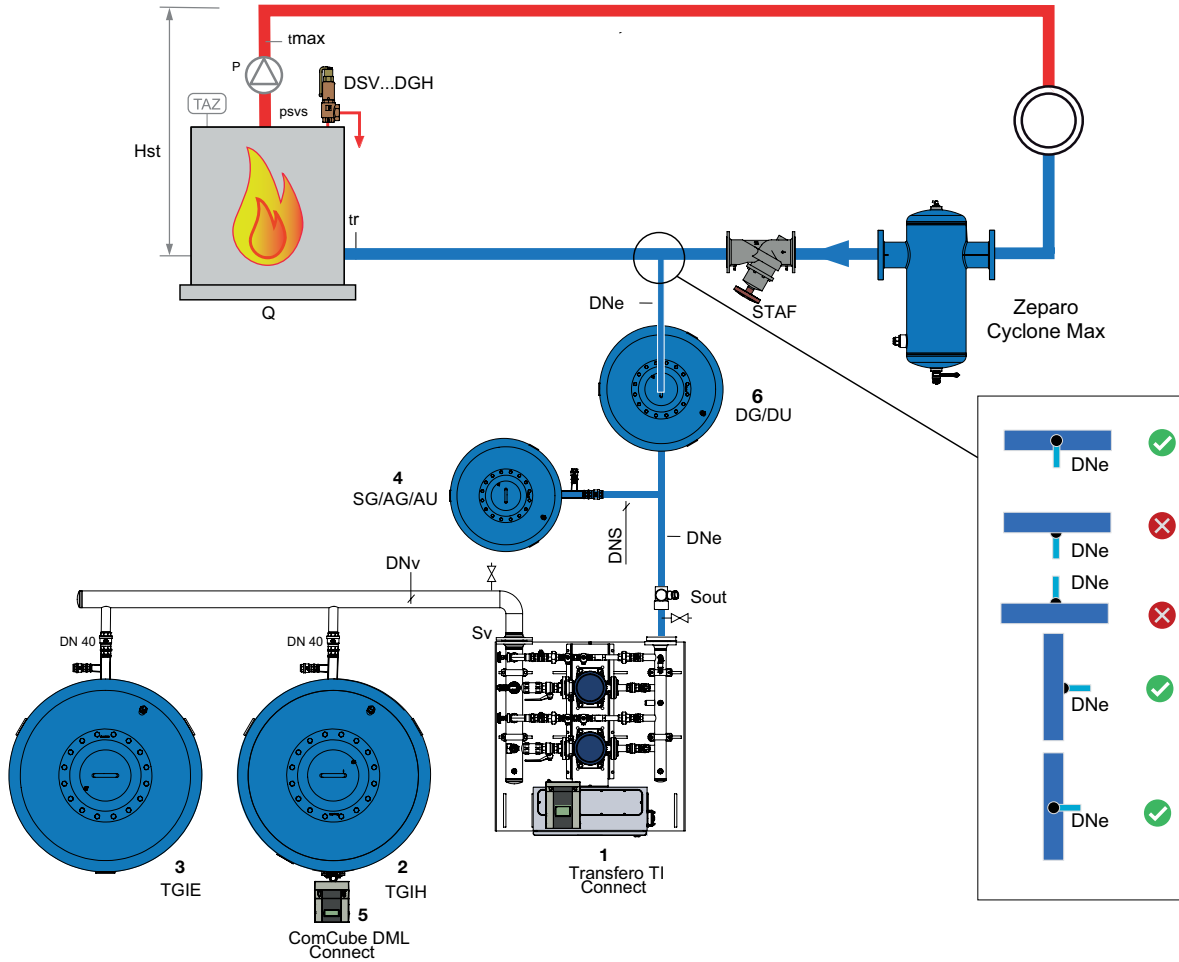 tmax
P
DSV...DGH
TAZ
psvs
Hst
tr
Q
DNe
STAF
Zeparo
Cyclone Max
6
DG/DU
4
SG/AG/AU
DNS
DNe
DNv
Sout
Sv
DN 40
DN 40
3
TGIE
2
TGIH
5
ComCube DML
Connect
1
Transfero TI
Connect
DNe
DNe
DNe
DNe
DNe